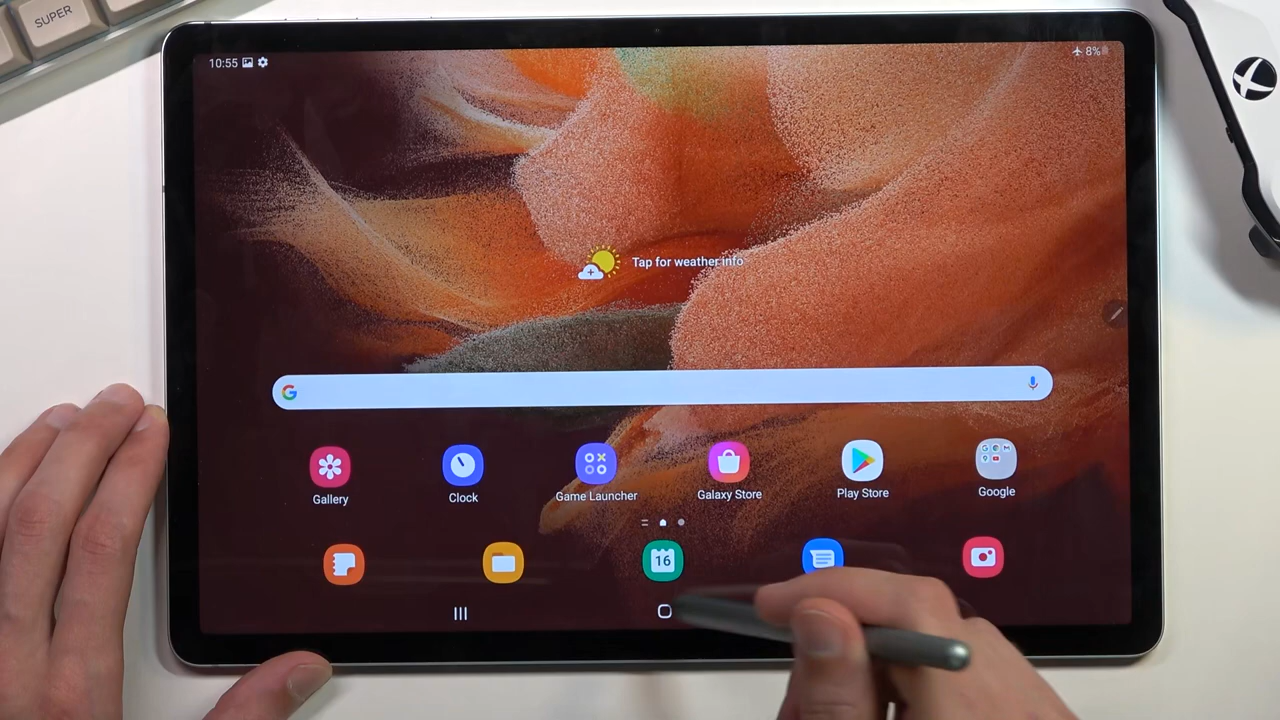 SUPER
10:55
8%
Tap for weather info
Gallery
Clock
Game Launcher
Galaxy Store
Play Store
Google
16